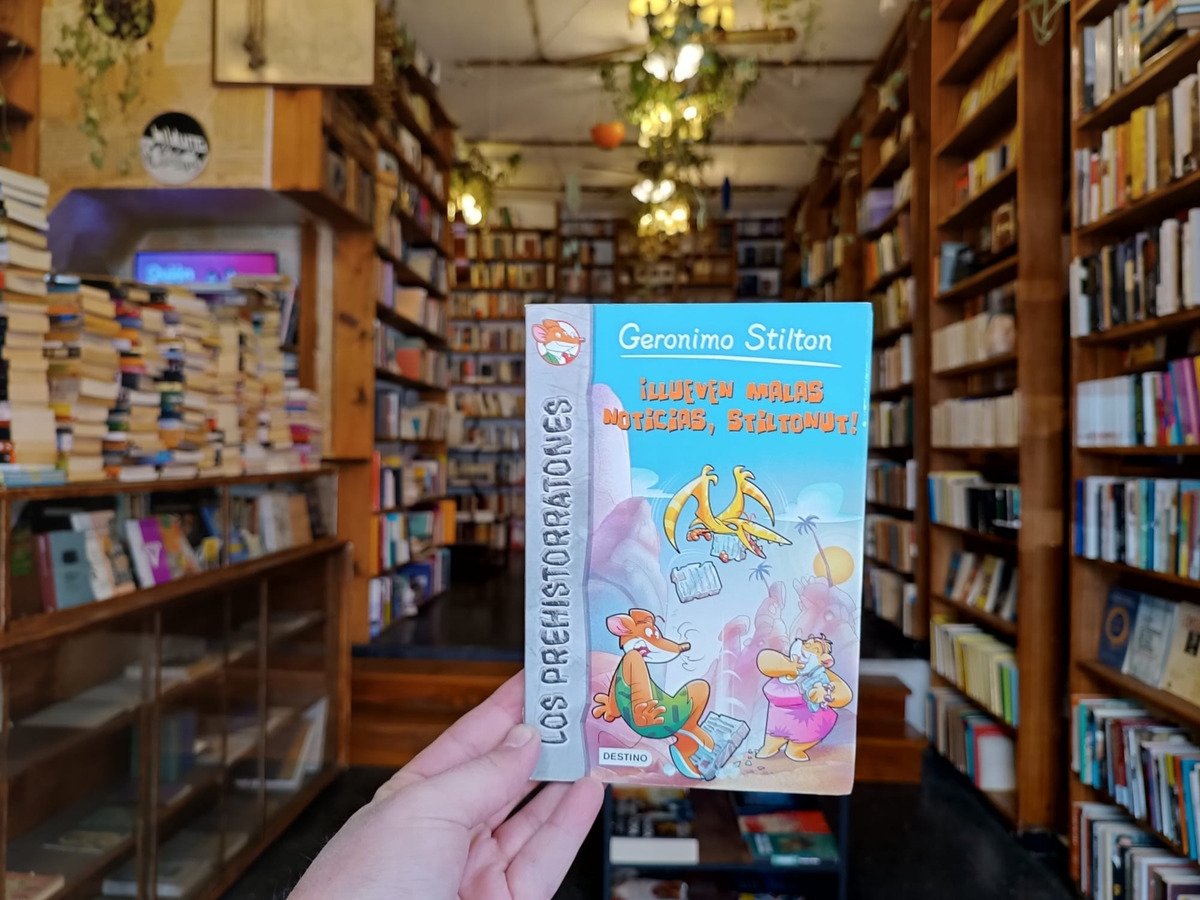 Geronimo Stilton
¡LLUEVEN MALAS
NOTICIAS, STILTONUT!
LOS PREHISTORRATONES
DESTINO